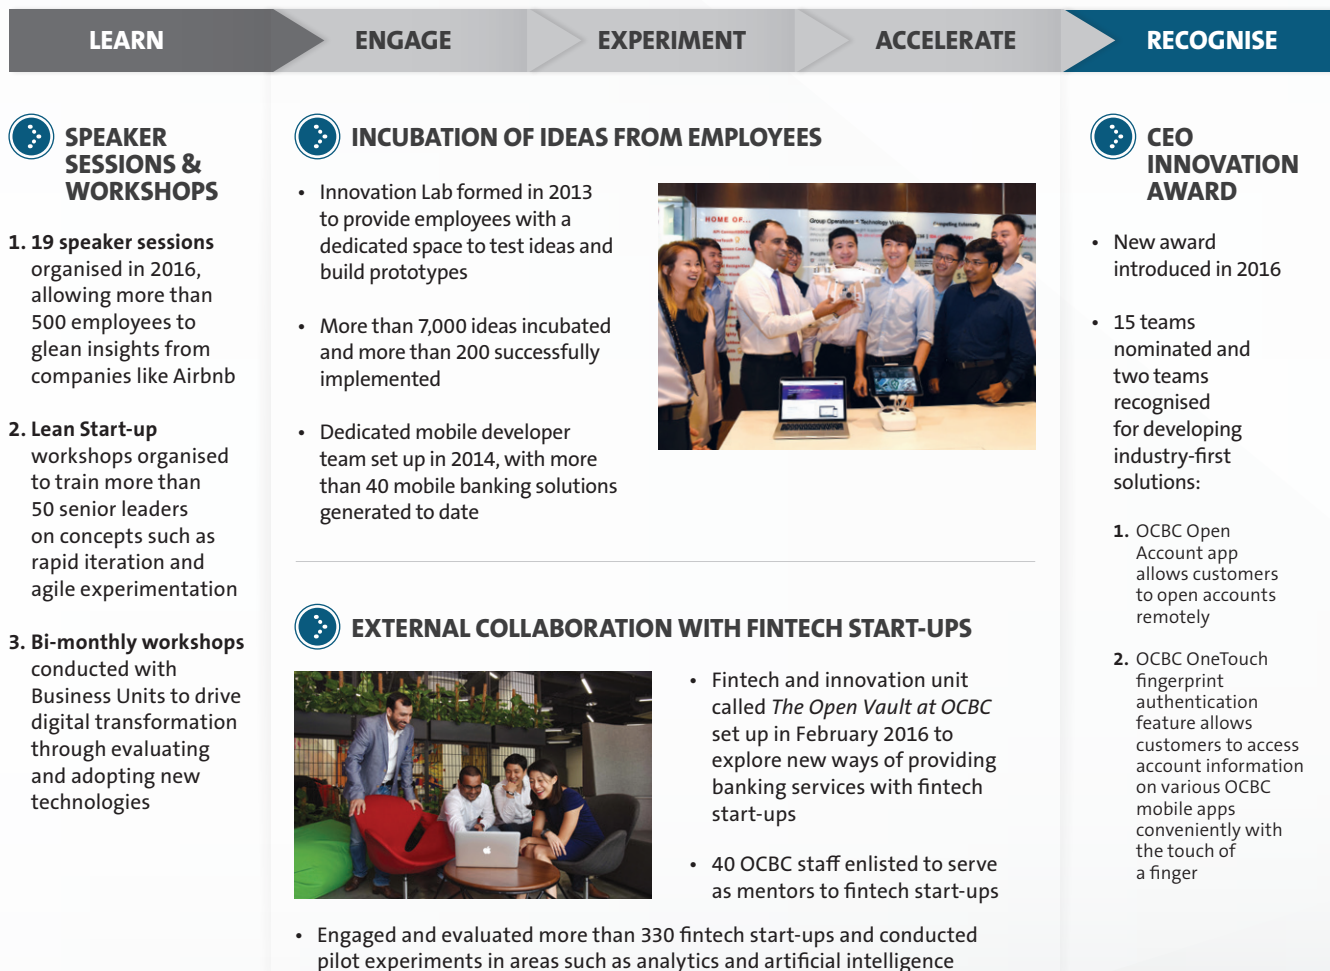 LEARN
ENGAGE
EXPERIMENT
ACCELERATE
RECOGNISE
SPEAKER
SESSIONS &
WORKSHOPS
1. 19 speaker sessions
organised in 2016,
allowing more than
500 employees to
glean insights from
companies like Airbnb
2. Lean Start-up
workshops organised
to train more than
50 senior leaders
on concepts such as
rapid iteration and
agile experimentation
3. Bi-monthly workshops
conducted with
Business Units to drive
digital transformation
through evaluating
and adopting new
technologies
INCUBATION OF IDEAS FROM EMPLOYEES
• Innovation Lab formed in 2013
to provide employees with a
dedicated space to test ideas and
build prototypes
• More than 7,000 ideas incubated
and more than 200 successfully
implemented
• Dedicated mobile developer
team set up in 2014, with more
than 40 mobile banking solutions
generated to date
HOME OF...
Group Operations & Technology
EXTERNAL COLLABORATION WITH FINTECH START-UPS
• Fintech and innovation unit
called The Open Vault at OCBC
set up in February 2016 to
explore new ways of providing
banking services with fintech
start-ups
• 40 OCBC staff enlisted to serve
as mentors to fintech start-ups
• Engaged and evaluated more than 330 fintech start-ups and conducted
pilot experiments in areas such as analytics and artificial intelligence
CEO
INNOVATION
AWARD
• New award
introduced in 2016
• 15 teams
nominated and
two teams
recognised
for developing
industry-first
solutions:
1. OCBC Open
Account app
allows customers
to open accounts
remotely
2. OCBC OneTouch
fingerprint
authentication
feature allows
customers to access
account information
on various OCBC
mobile apps
conveniently with
the touch of
a finger